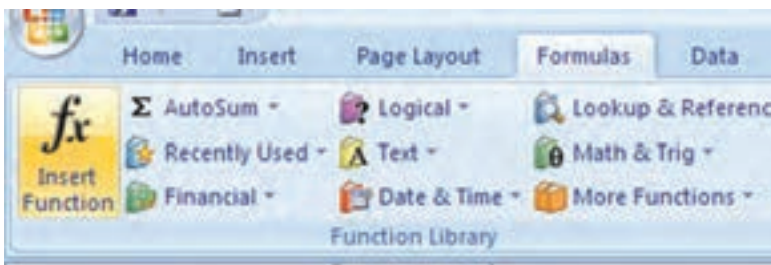 Home Insert Page Layout Formulas Data
fx Σ AutoSum ? Logical Lookup & Referenc
Recently Used A Text θ Math & Trig
Insert Function Financial Date & Time More Functions
Function Library